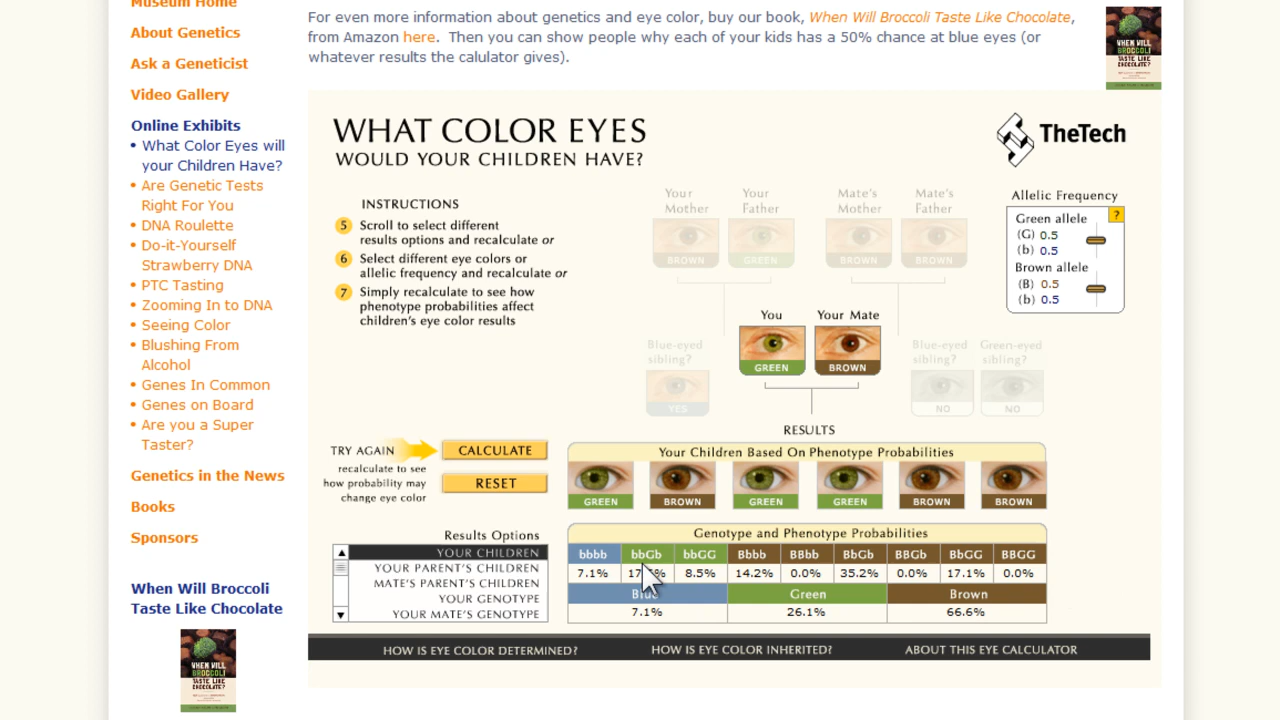 Museum Home
About Genetics
Ask a Geneticist
Video Gallery
Online Exhibits
• What Color Eyes will
your Children Have?
• Are Genetic Tests
Right For You
• DNA Roulette
• Do-it-Yourself
Strawberry DNA
• PTC Tasting
• Zooming In to DNA
• Seeing Color
• Blushing From
Alcohol
• Genes In Common
• Genes on Board
• Are you a Super
Taster?
Genetics in the News
Books
Sponsors
When Will Broccoli
Taste Like Chocolate
WHEN WILL
BROCCOLI
TASTE LIKE
CHOCOLATE?
For even more information about genetics and eye color, buy our book, When Will Broccoli Taste Like Chocolate,
from Amazon here. Then you can show people why each of your kids has a 50% chance at blue eyes (or
whatever results the calulator gives).
WHEN WILL
BROCCOLI
TASTE LIKE
CHOCOLATE?
WHAT COLOR EYES
WOULD YOUR CHILDREN HAVE?
TheTech
INSTRUCTIONS
5 Scroll to select different
results options and recalculate or
6 Select different eye colors or
allelic frequency and recalculate or
7 Simply recalculate to see how
phenotype probabilities affect
children's eye color results
Your Mother
Your Father
Mate's Mother
Mate's Father
BROWN GREEN BROWN BROWN
Allelic Frequency
?
Green allele
(G) 0.5
(b) 0.5
Brown allele
(B) 0.5
(b) 0.5
You Your Mate
GREEN BROWN
Blue-eyed sibling?
YES
Blue-eyed sibling?
NO
Green-eyed sibling?
NO
RESULTS
TRY AGAIN
recalculate to see
how probability may
change eye color
CALCULATE
RESET
Your Children Based On Phenotype Probabilities
GREEN BROWN GREEN GREEN BROWN BROWN
Results Options
YOUR CHILDREN
YOUR PARENT'S CHILDREN
MATE'S PARENT'S CHILDREN
YOUR GENOTYPE
YOUR MATE'S GENOTYPE
Genotype and Phenotype Probabilities
bbbb bbGb bbGG Bbbb BBbb BbGb BBGb BbGG BBGG
7.1% 8.5% 14.2% 0.0% 35.2% 0.0% 17.1% 0.0%
Green Brown
7.1% 26.1% 66.6%
HOW IS EYE COLOR DETERMINED? HOW IS EYE COLOR INHERITED? ABOUT THIS EYE CALCULATOR